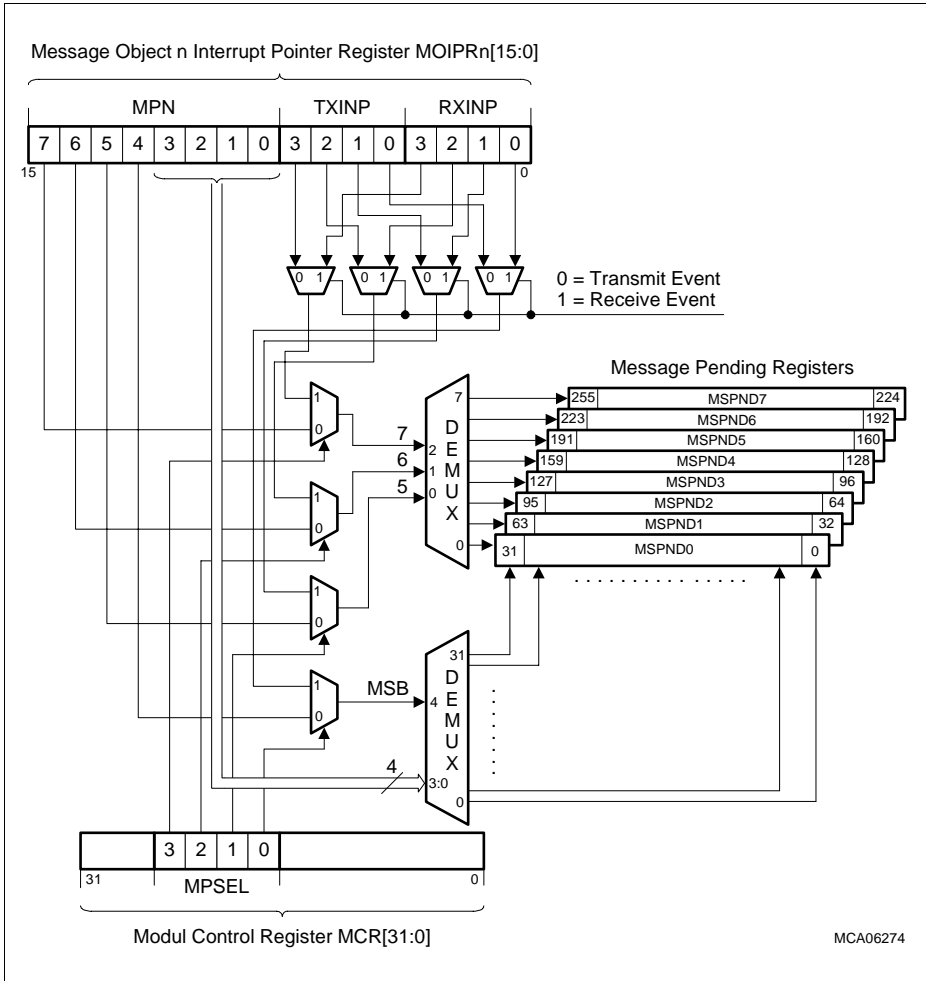 Message Object n Interrupt Pointer Register MOIPRn[15:0]
MPN TXINP RXINP
7 6 5 4 3 2 1 0 3 2 1 0 3 2 1 0
15 0
0 1 0 1 0 1 0 1
0 = Transmit Event
1 = Receive Event
Message Pending Registers
255 MSPND7 224
223 MSPND6 192
191 MSPND5 160
159 MSPND4 128
127 MSPND3 96
95 MSPND2 64
63 MSPND1 32
31 MSPND0 0
. . . . . . . . . . . . . . .
1
0
7
6
5
7
2
1
0
DEMUX
0
1
0
1
0
1
0
MSB
31
4
DEMUX
3:0
0
4
. . . . . . . .
3 2 1 0
31 MPSEL 0
Modul Control Register MCR[31:0]
MCA06274